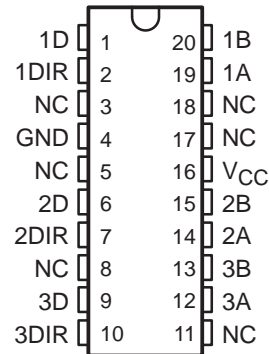 1D 1 20 1B
1DIR 2 19 1A
NC 3 18 NC
GND 4 17 NC
NC 5 16 VCC
2D 6 15 2B
2DIR 7 14 2A
NC 8 13 3B
3D 9 12 3A
3DIR 10 11 NC